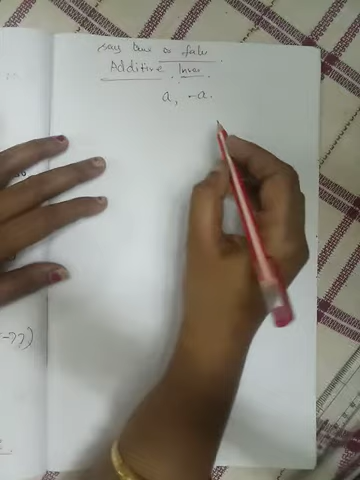 say true or false
Additive Inver
a, -a.